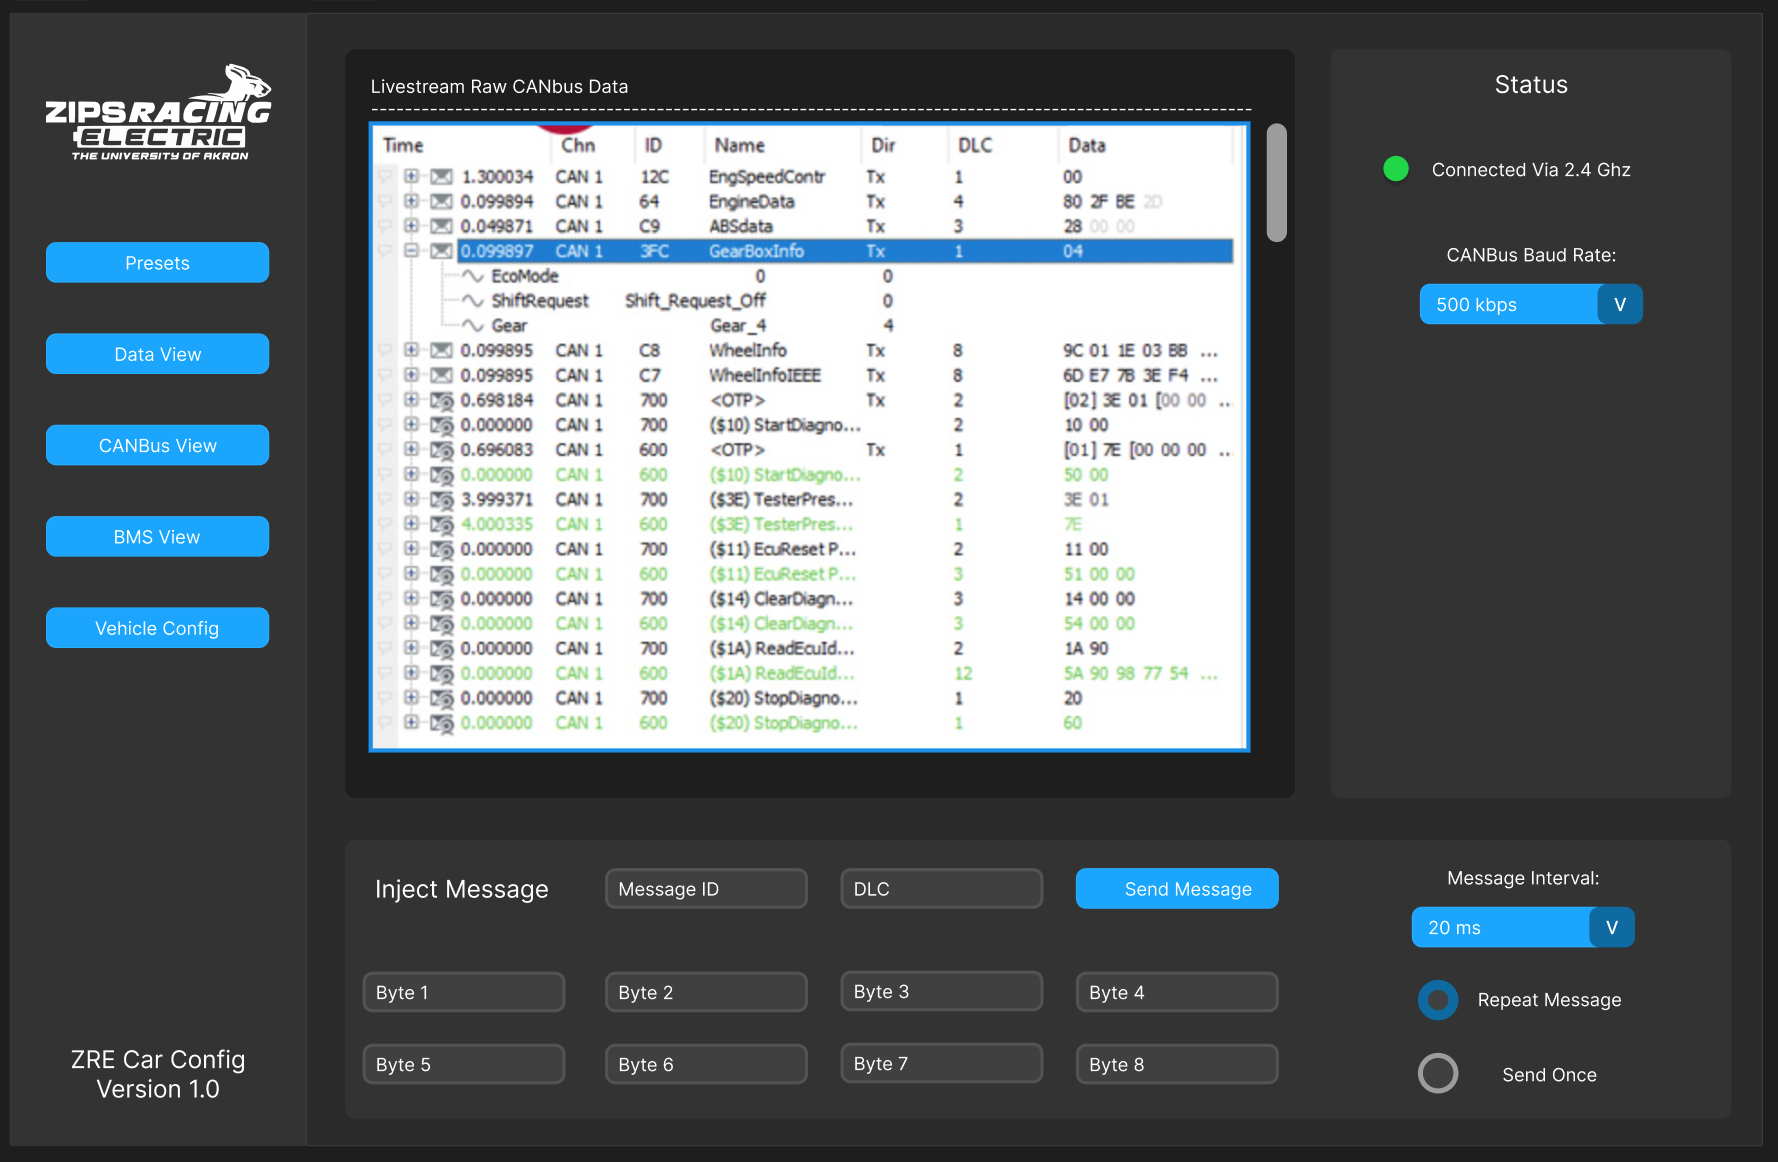 ZIPSRACING
ELECTRIC
THE UNIVERSITY OF AKRON
Presets
Data View
CANBus View
BMS View
Vehicle Config
ZRE Car Config
Version 1.0
Livestream Raw CANbus Data
Time Chn ID Name Dir DLC Data
1.300034 CAN 1 12C EngSpeedContr Tx 1 00
0.099894 CAN 1 64 EngineData Tx 4 80 2F BE 2D
0.049871 CAN 1 C9 ABSdata Tx 3 28 00 00
0.099897 CAN 1 3FC GearBoxInfo Tx 1 04
EcoMode 0 0
ShiftRequest Shift_Request_Off 0
Gear Gear_4 4
0.099895 CAN 1 C8 WheelInfo Tx 8 9C 01 1E 03 BB ...
0.099895 CAN 1 C7 WheelInfoIEEE Tx 8 6D E7 7B 3E F4 ...
0.698184 CAN 1 700 <OTP> Tx 2 [02] 3E 01 [00 00 ...
0.000000 CAN 1 700 ($10) StartDiagno... 2 10 00
0.696083 CAN 1 600 <OTP> Tx 1 [01] 7E [00 00 00 ...
0.000000 CAN 1 600 ($10) StartDiagno... 2 50 00
3.999371 CAN 1 700 ($3E) TesterPres... 2 3E 01
4.000335 CAN 1 600 ($3E) TesterPres... 1 7E
0.000000 CAN 1 700 ($11) EcuReset P... 2 11 00
0.000000 CAN 1 600 ($11) EcuReset P... 3 51 00 00
0.000000 CAN 1 700 ($14) ClearDiagn... 3 14 00 00
0.000000 CAN 1 600 ($14) ClearDiagn... 3 54 00 00
0.000000 CAN 1 700 ($1A) ReadEcuId... 2 1A 90
0.000000 CAN 1 600 ($1A) ReadEcuId... 12 5A 90 98 77 54 ...
0.000000 CAN 1 700 ($20) StopDiagno... 1 20
0.000000 CAN 1 600 ($20) StopDiagno... 1 60
Status
Connected Via 2.4 Ghz
CANBus Baud Rate:
500 kbps V
Inject Message
Message ID
DLC
Send Message
Byte 1
Byte 2
Byte 3
Byte 4
Byte 5
Byte 6
Byte 7
Byte 8
Message Interval:
20 ms V
Repeat Message
Send Once